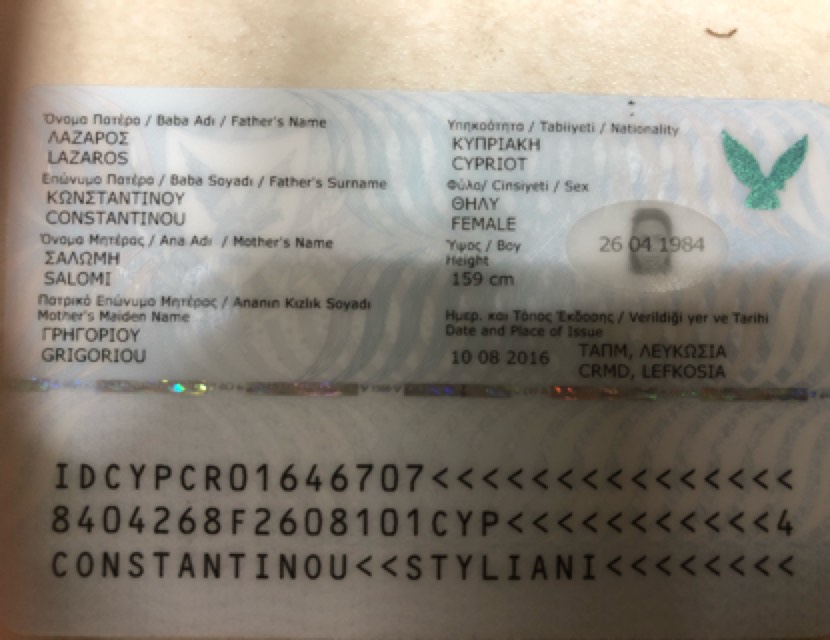 Όνομα Πατέρα / Baba Adı / Father's Name
ΛΑΖΑΡΟΣ
LAZAROS
Επώνυμο Πατέρα / Baba Soyadı / Father's Surname
ΚΩΝΣΤΑΝΤΙΝΟΥ
CONSTANTINOU
Όνομα Μητέρας / Ana Adı / Mother's Name
ΣΑΛΩΜΗ
SALOMI
Πατρικό Επώνυμο Μητέρας / Ananın Kızlık Soyadı
Mother's Maiden Name
ΓΡΗΓΟΡΙΟΥ
GRIGORIOU
Υπηκοότητα / Tabiiyeti / Nationality
ΚΥΠΡΙΑΚΗ
CYPRIOT
Φύλο/ Cinsiyeti / Sex
ΘΗΛΥ
FEMALE
26 04 1984
Ύψος / Boy
Height
159 cm
Ημερ. και Τόπος Έκδοσης / Verildiği yer ve Tarihi
Date and Place of Issue
10 08 2016 ΤΑΠΜ, ΛΕΥΚΩΣΙΑ
CRMD, LEFKOSIA
IDCYPCR01646707<<<<<<<<<<<<<<<
8404268F2608101CYP<<<<<<<<<<<4
CONSTANTINOU<<STYLIANI<<<<<<<<